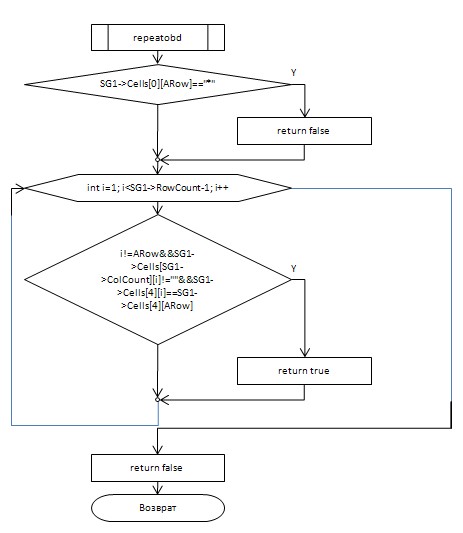 repeatobd
SG1->Cells[0][ARow]=="*"
Y
return false
int i=1; i<SG1->RowCount-1; i++
i!=ARow&&SG1-
>Cells[SG1-
>ColCount][i]!=""&&SG1-
>Cells[4][i]==SG1-
>Cells[4][ARow]
Y
return true
return false
Возврат